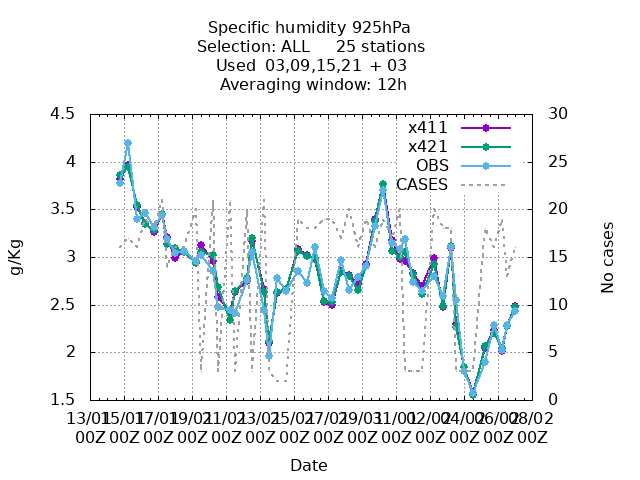 Specific humidity 925hPa
Selection: ALL 25 stations
Used 03,09,15,21 + 03
Averaging window: 12h
4.5
4
3.5
3
2.5
2
1.5
30
25
20
15
10
5
0
g/Kg
No cases
x411
x421
OBS
CASES
13/01 15/01 17/01 19/01 21/01 23/01 25/01 27/01 29/01 31/01 02/02 24/02 26/02 28/02
00Z 00Z 00Z 00Z 00Z 00Z 00Z 00Z 00Z 00Z 00Z 00Z 00Z 00Z
Date